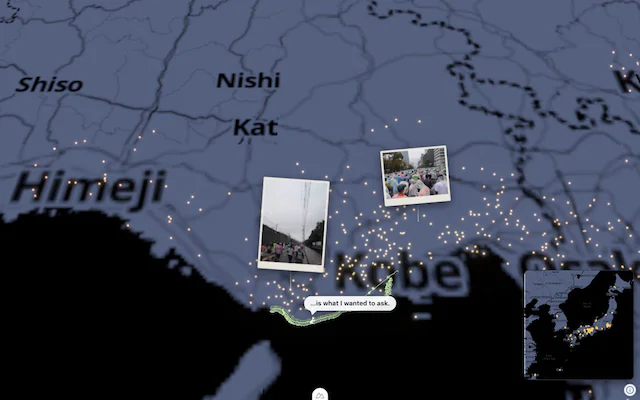 Shiso
Nishi
Kat
Himeji
Kobe
...is what I wanted to ask.